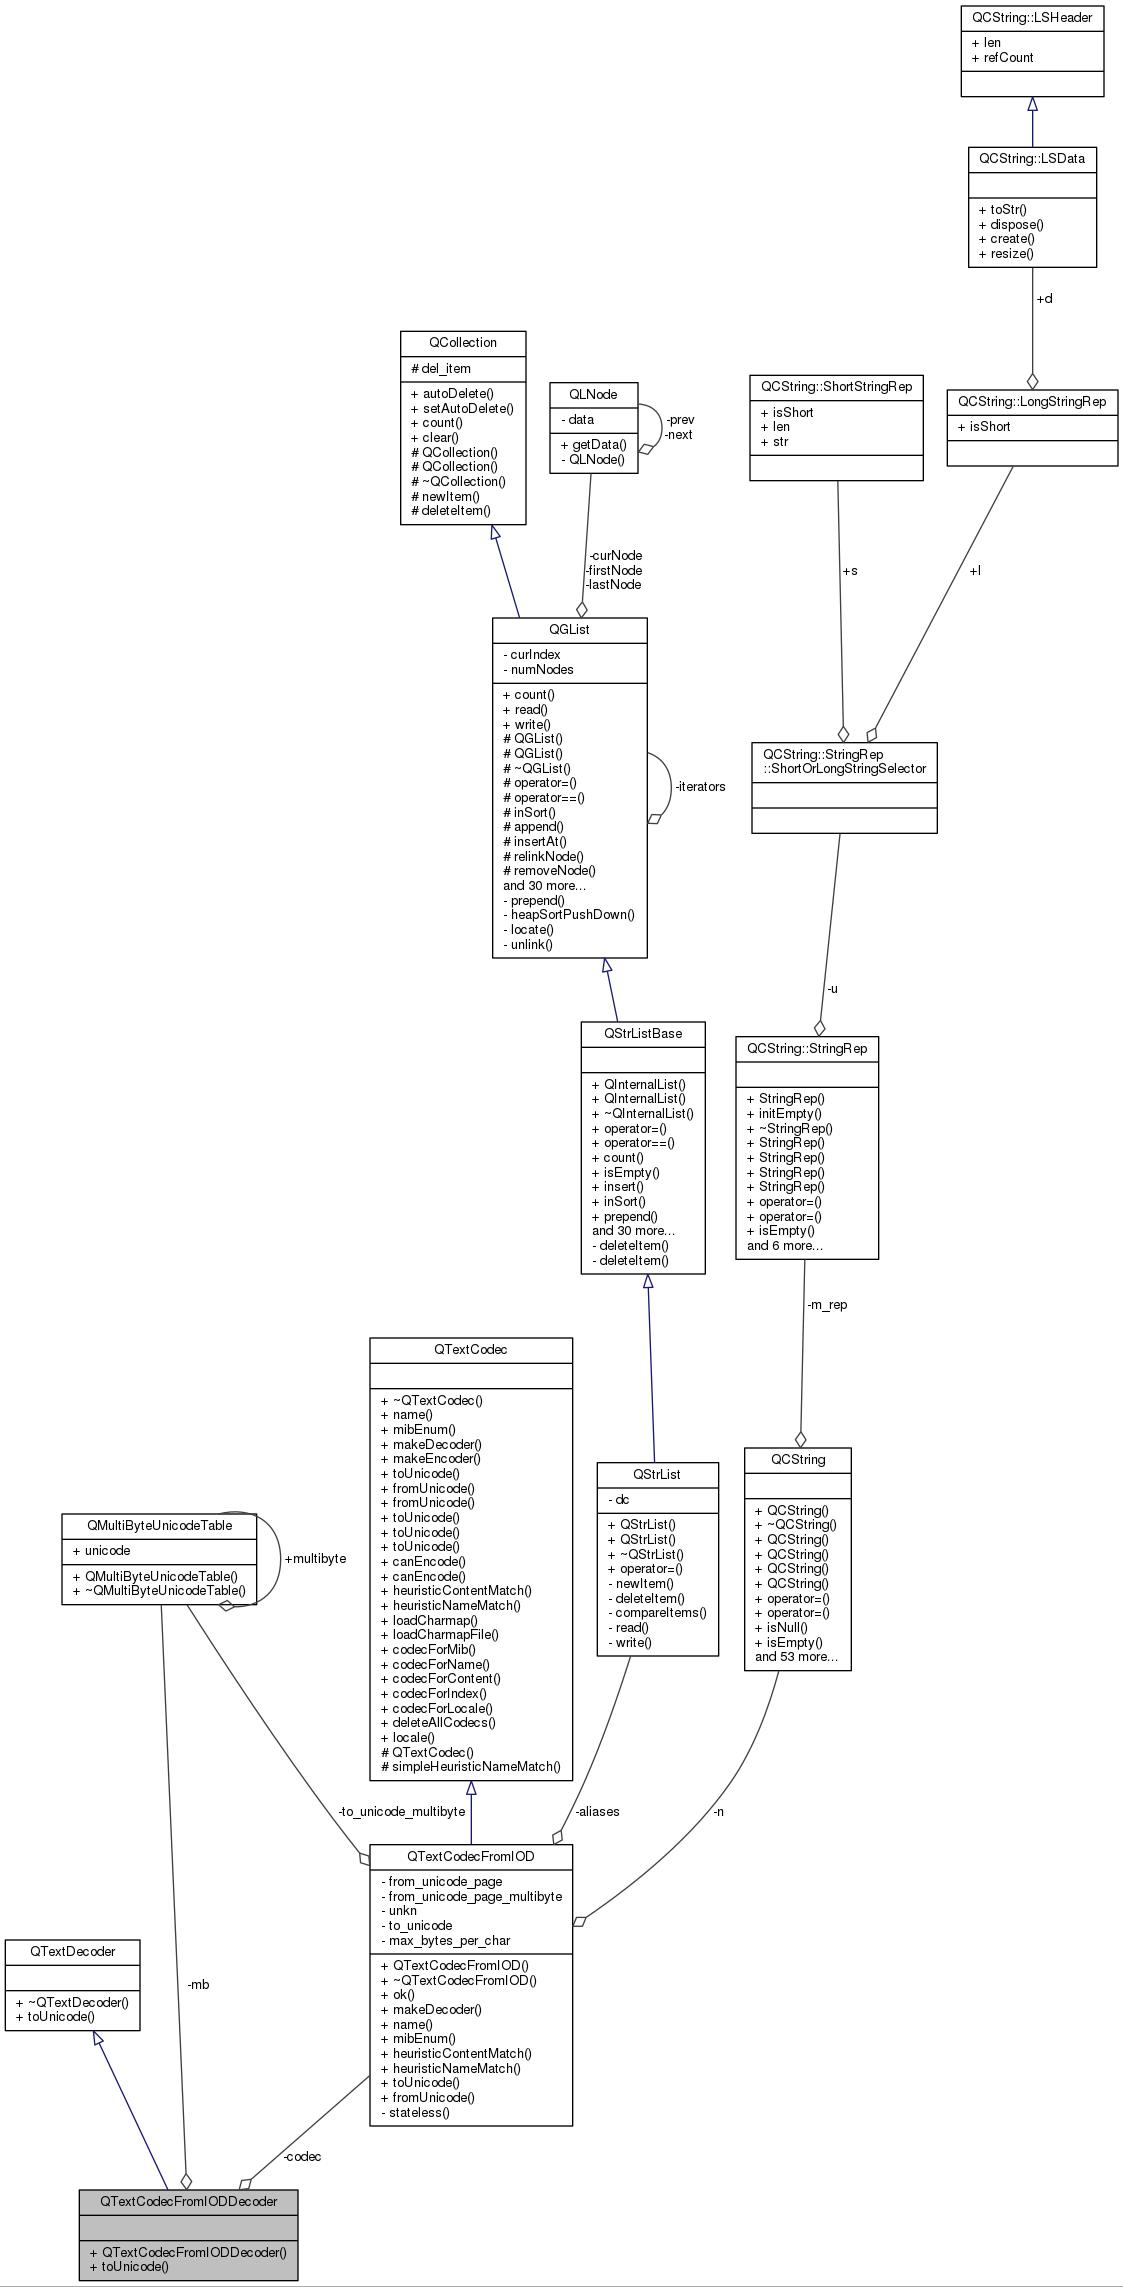 QCString::LSHeader
+ len
+ refCount
QCString::LSData
+ toStr()
+ dispose()
+ create()
+ resize()
+d
QCollection
# del_item
+ autoDelete()
+ setAutoDelete()
+ count()
+ clear()
# QCollection()
# QCollection()
# ~QCollection()
# newItem()
# deleteItem()
QLNode
- data
+ getData()
- QLNode()
-prev
-next
QCString::ShortStringRep
+ isShort
+ len
+ str
QCString::LongStringRep
+ isShort
-curNode
-firstNode
-lastNode
+s
+l
QGList
- curIndex
- numNodes
+ count()
+ read()
+ write()
# QGList()
# QGList()
# ~QGList()
# operator=()
# operator==()
# inSort()
# append()
# insertAt()
# relinkNode()
# removeNode()
and 30 more...
- prepend()
- heapSortPushDown()
- locate()
- unlink()
-iterators
QCString::StringRep
::ShortOrLongStringSelector
-u
QStrListBase
+ QInternalList()
+ QInternalList()
+ ~QInternalList()
+ operator=()
+ operator==()
+ count()
+ isEmpty()
+ insert()
+ inSort()
+ prepend()
and 30 more...
- deleteItem()
- deleteItem()
QCString::StringRep
+ StringRep()
+ initEmpty()
+ ~StringRep()
+ StringRep()
+ StringRep()
+ StringRep()
+ StringRep()
+ operator=()
+ operator=()
+ isEmpty()
and 6 more...
-m_rep
QTextCodec
+ ~QTextCodec()
+ name()
+ mibEnum()
+ makeDecoder()
+ makeEncoder()
+ toUnicode()
+ fromUnicode()
+ fromUnicode()
+ toUnicode()
+ toUnicode()
+ toUnicode()
+ canEncode()
+ canEncode()
+ heuristicContentMatch()
+ heuristicNameMatch()
+ loadCharmap()
+ loadCharmapFile()
+ codecForMib()
+ codecForName()
+ codecForContent()
+ codecForIndex()
+ codecForLocale()
+ deleteAllCodecs()
+ locale()
# QTextCodec()
# simpleHeuristicNameMatch()
QStrList
- dc
+ QStrList()
+ QStrList()
+ ~QStrList()
+ operator=()
- newItem()
- deleteItem()
- compareItems()
- read()
- write()
QCString
+ QCString()
+ ~QCString()
+ QCString()
+ QCString()
+ QCString()
+ QCString()
+ operator=()
+ operator=()
+ isNull()
+ isEmpty()
and 53 more...
QMultiByteUnicodeTable
+ unicode
+ QMultiByteUnicodeTable()
+ ~QMultiByteUnicodeTable()
+multibyte
-to_unicode_multibyte
-aliases
-n
QTextCodecFromIOD
- from_unicode_page
- from_unicode_page_multibyte
- unkn
- to_unicode
- max_bytes_per_char
+ QTextCodecFromIOD()
+ ~QTextCodecFromIOD()
+ ok()
+ makeDecoder()
+ name()
+ mibEnum()
+ heuristicContentMatch()
+ heuristicNameMatch()
+ toUnicode()
+ fromUnicode()
- stateless()
QTextDecoder
+ ~QTextDecoder()
+ toUnicode()
-mb
-codec
QTextCodecFromIODDecoder
+ QTextCodecFromIODDecoder()
+ toUnicode()